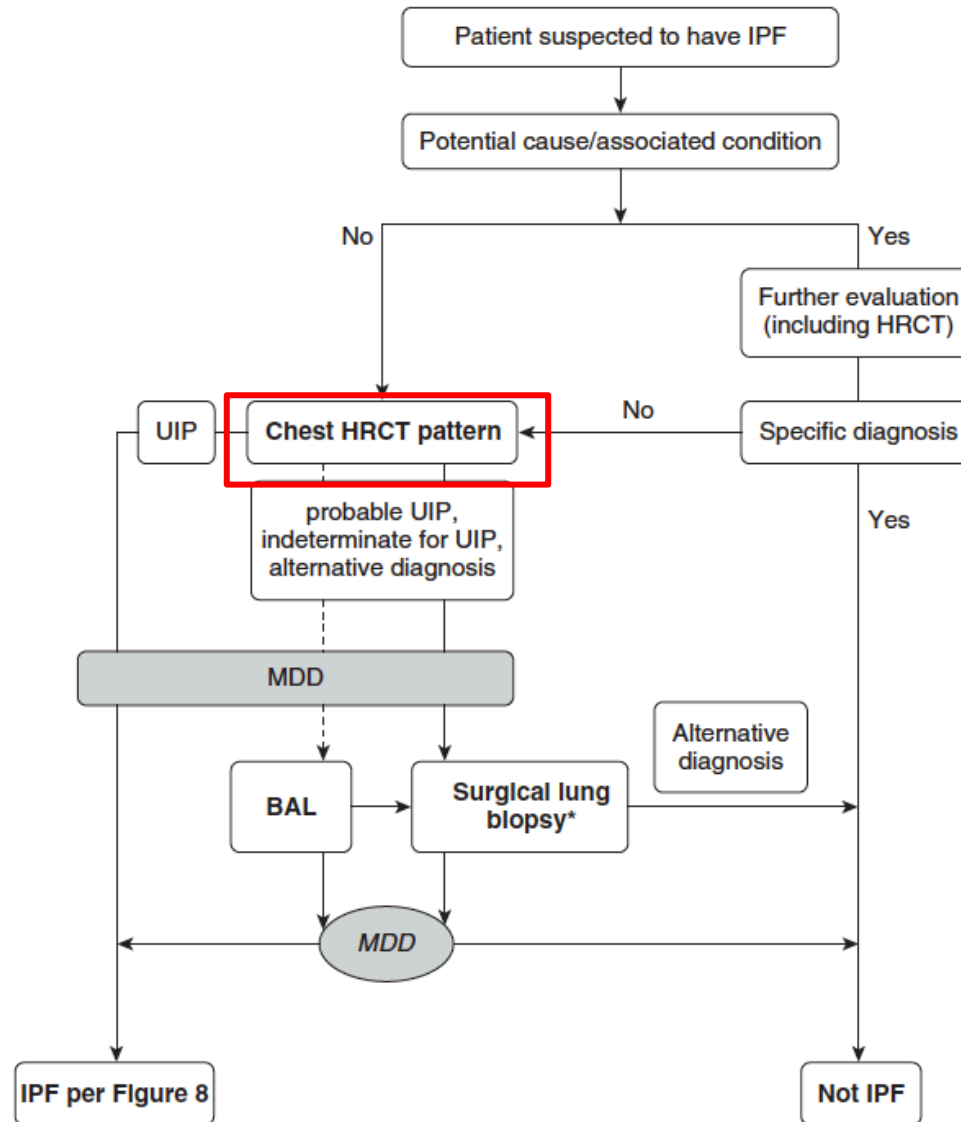 Patient suspected to have IPF
Potential cause/associated condition
No
Yes
Further evaluation
(including HRCT)
UIP
Chest HRCT pattern
No
Specific diagnosis
probable UIP,
indeterminate for UIP,
alternative diagnosis
Yes
MDD
Alternative
diagnosis
BAL
Surgical lung
biopsy*
MDD
IPF per Figure 8
Not IPF